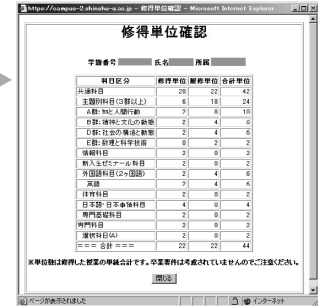 https://campus-2.shinshu-u.ac.jp - 修得単位確認 - Microsoft Internet Explorer
修得単位確認
学籍番号 氏名 所属
科目区分 修得単位 履修単位 合計単位
共通科目 20 22 42
主題別科目(3群以上) 6 18 24
A群:知と人間行動 2 8 10
B群:精神と文化の動態 2 4 6
D群:社会の構造と動態 2 4 6
E群:数理と科学技術 0 2 2
情報科目 2 0 2
新入生ゼミナール科目 2 0 2
外国語科目(2ヶ国語) 2 4 6
英語 2 4 6
体育科目 2 0 2
日本語・日本事情科目 4 0 4
専門基礎科目 2 0 2
専門科目 2 0 2
選択科目(A) 2 0 2
=== 合計 === 22 22 44
※単位数は修得した授業の単純合計です。卒業要件は考慮されていませんのでご注意ください。
閉じる
ページが表示されました インターネット